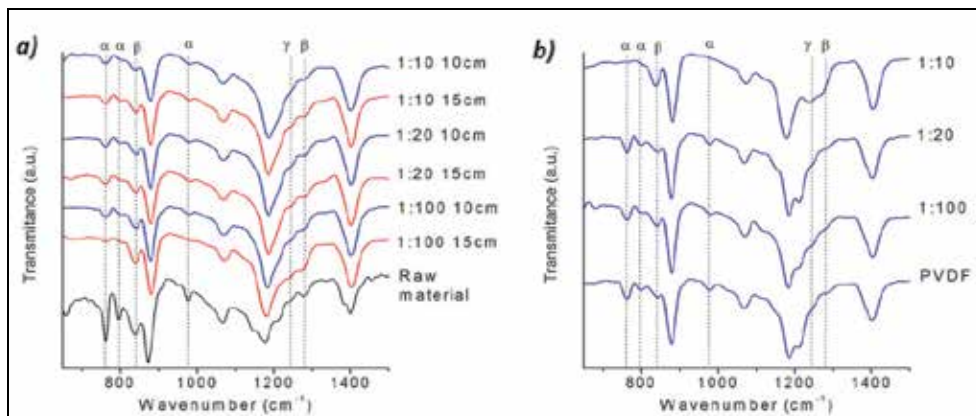 a)
α α β α γ β
1:10 10cm
1:10 15cm
1:20 10cm
1:20 15cm
1:100 10cm
1:100 15cm
Raw
material
Transmitance (a.u.)
800 1000 1200 1400
Wavenumber (cm⁻¹)
b)
α α β α γ β
1:10
1:20
1:100
PVDF
Transmitance (a.u.)
800 1000 1200 1400
Wavenumber (cm⁻¹)